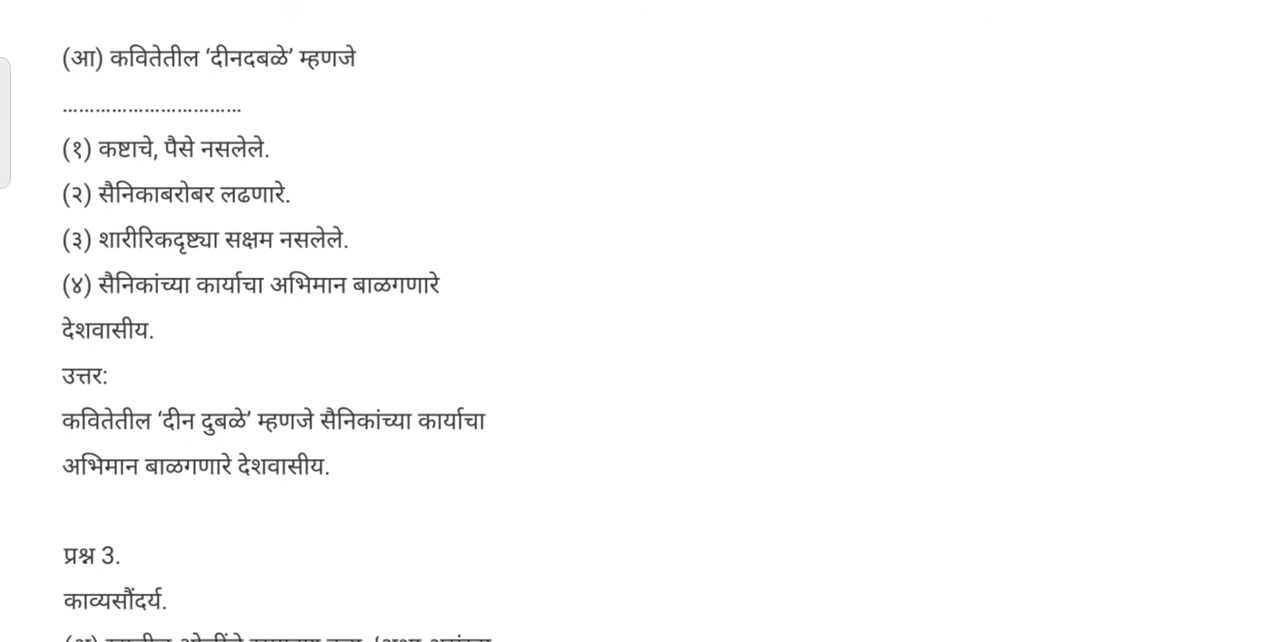 (आ) कवितेतील ‘दीनदबळे’ म्हणजे
……………………………
(१) कष्टाचे, पैसे नसलेले.
(२) सैनिकाबरोबर लढणारे.
(३) शारीरिकदृष्ट्या सक्षम नसलेले.
(४) सैनिकांच्या कार्याचा अभिमान बाळगणारे
देशवासीय.
उत्तर:
कवितेतील ‘दीन दुबळे’ म्हणजे सैनिकांच्या कार्याचा
अभिमान बाळगणारे देशवासीय.
प्रश्न 3.
काव्यसौंदर्य.